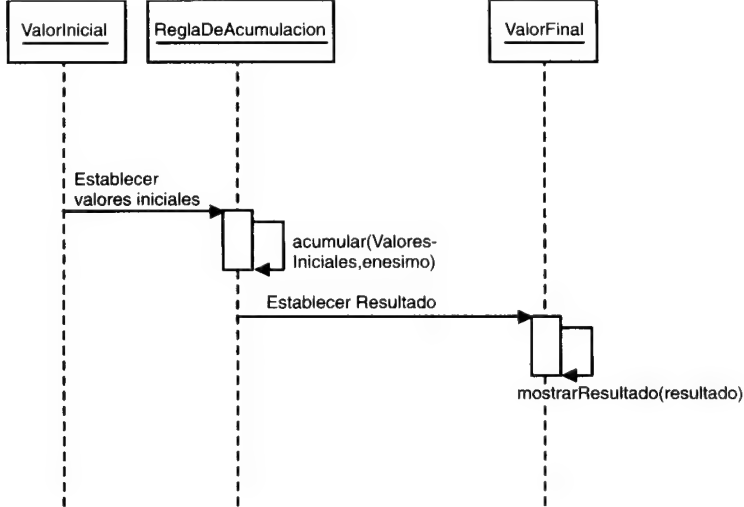 ValorInicial
ReglaDeAcumulacion
ValorFinal
Establecer
valores iniciales
acumular(Valores-
Iniciales,enesimo)
Establecer Resultado
mostrarResultado(resultado)